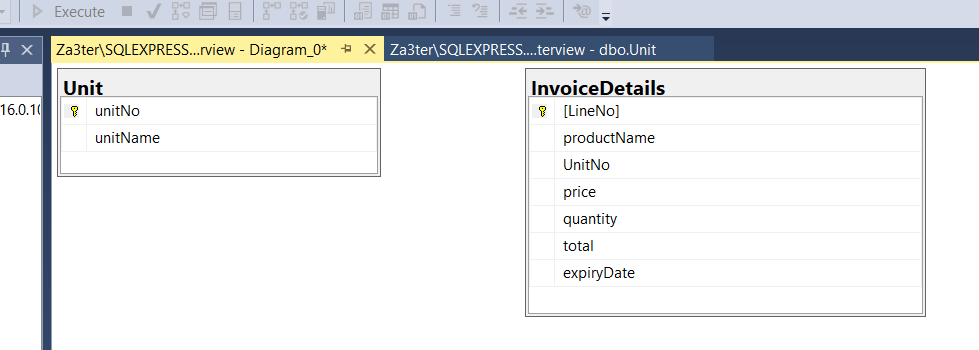 Execute
Za3ter\SQLEXPRESS...rview - Diagram_0*
Za3ter\SQLEXPRESS....terview - dbo.Unit
16.0.10
Unit
unitNo
unitName
InvoiceDetails
[LineNo]
productName
UnitNo
price
quantity
total
expiryDate